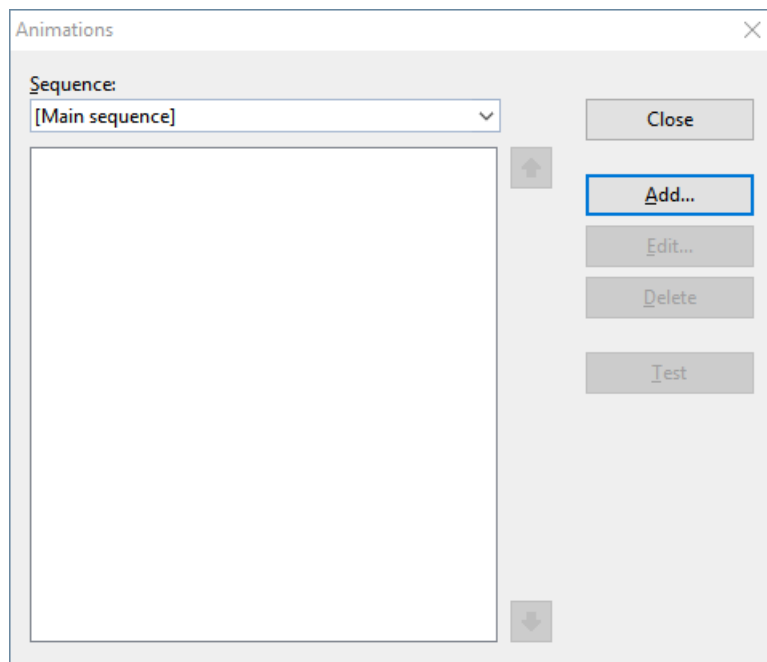 Animations
Sequence:
[Main sequence]
Close
Add...
Edit...
Delete
Test